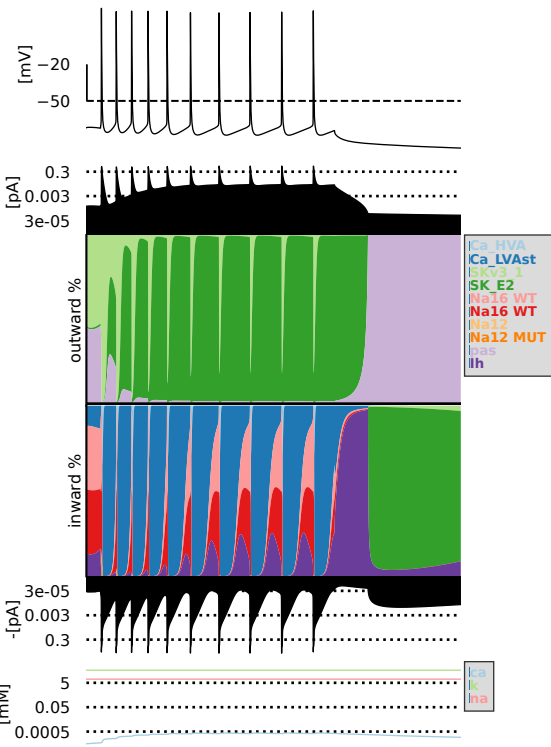 [mV]
−20
−50
[pA]
0.3
0.003
3e-05
outward %
Ca_HVA
Ca_LVAst
SKv3_1
SK_E2
Na16 WT
Na16 WT
Na12
Na12 MUT
pas
Ih
inward %
-[pA]
3e-05
0.003
0.3
[mM]
5
0.05
0.0005
ca
k
na